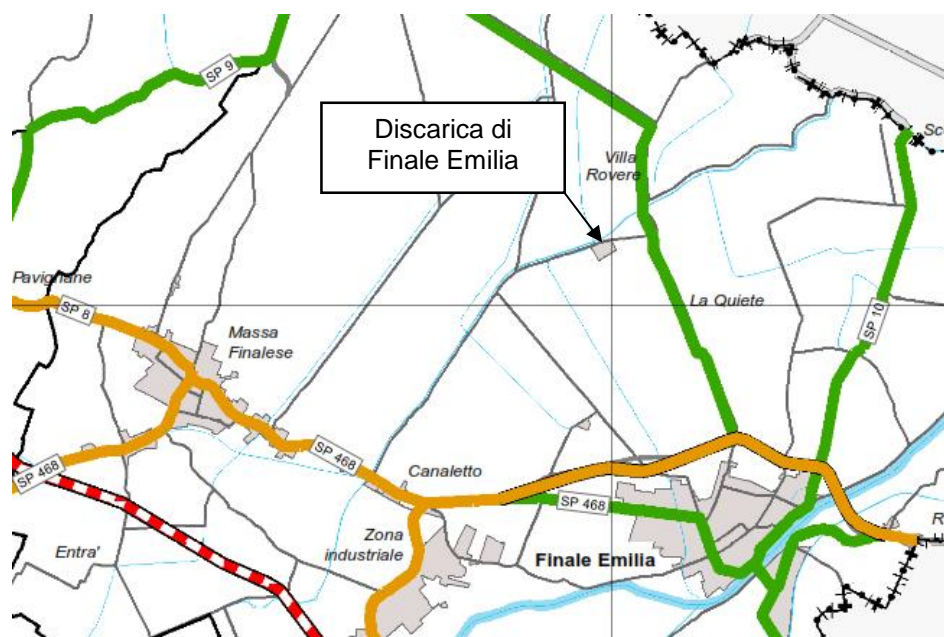 SP 9
Discarica di
Finale Emilia
Villa
Rovere
Sc
Pavignane
SP 8
Massa
Finalese
La Quiete
SP 10
SP 468
SP 468
Canaletto
SP 468
Entra'
Zona
industriale
Finale Emilia
R